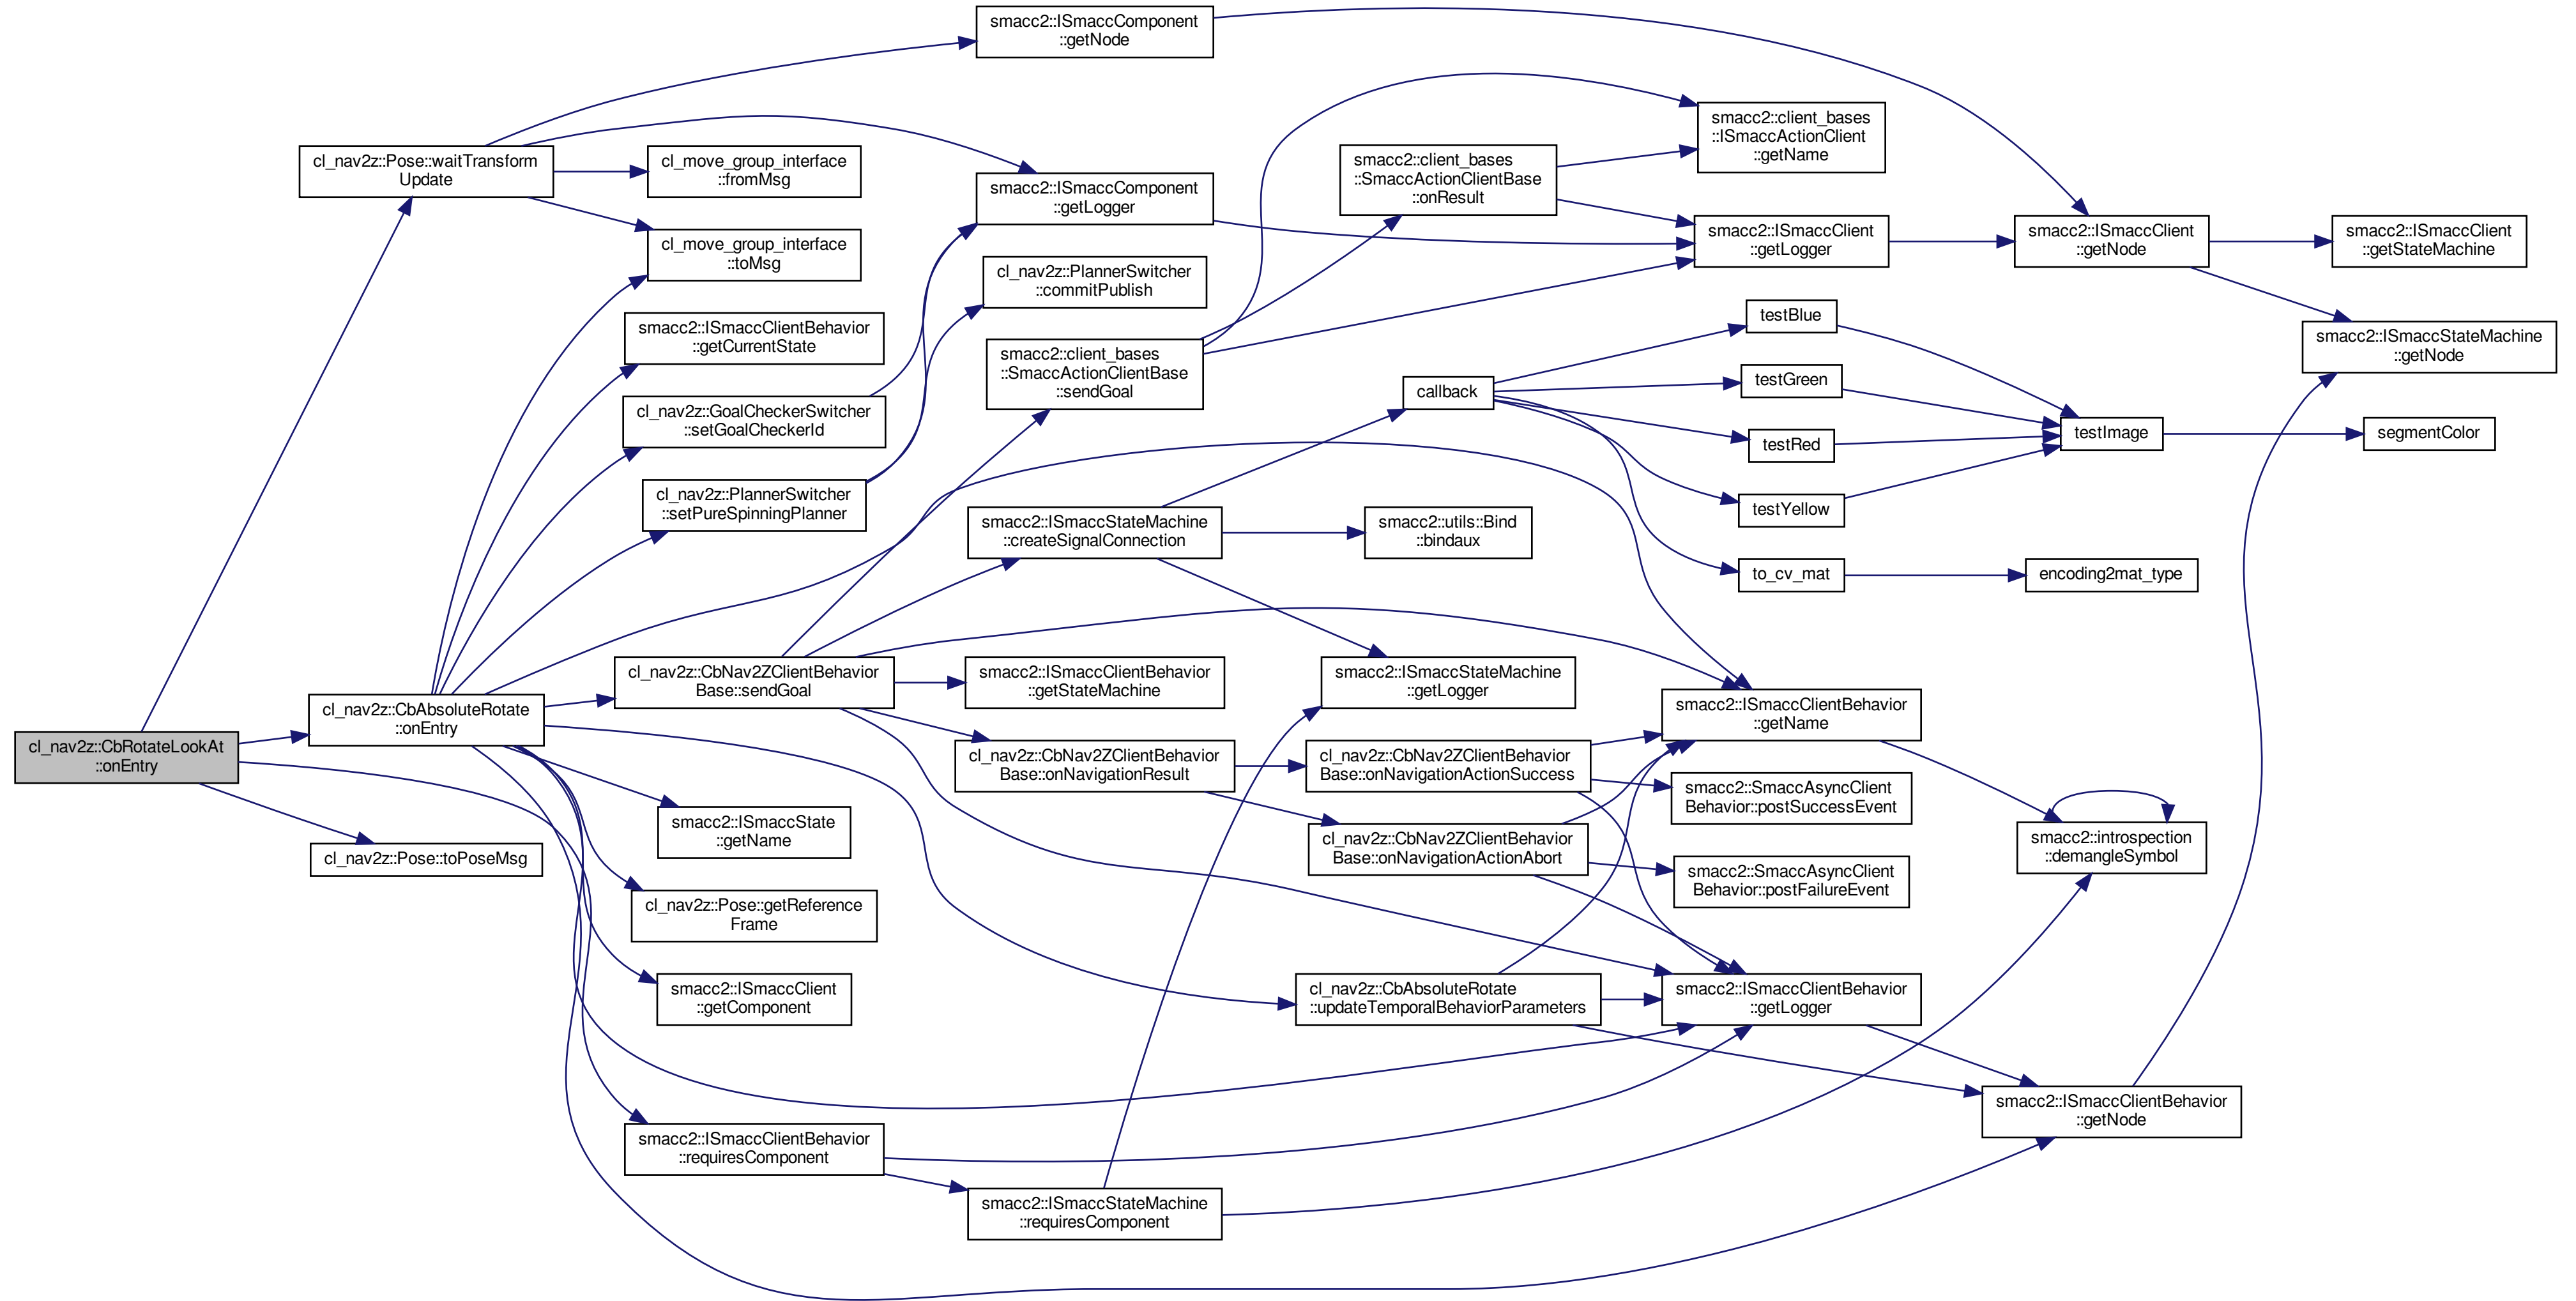 smacc2::ISmaccComponent
::getNode
smacc2::client_bases
::ISmaccActionClient
::getName
cl_nav2z::Pose::waitTransform
Update
cl_move_group_interface
::fromMsg
smacc2::ISmaccComponent
::getLogger
smacc2::client_bases
::SmaccActionClientBase
::onResult
smacc2::ISmaccClient
::getLogger
smacc2::ISmaccClient
::getNode
smacc2::ISmaccClient
::getStateMachine
cl_move_group_interface
::toMsg
cl_nav2z::PlannerSwitcher
::commitPublish
smacc2::ISmaccClientBehavior
::getCurrentState
smacc2::client_bases
::SmaccActionClientBase
::sendGoal
testBlue
smacc2::ISmaccStateMachine
::getNode
cl_nav2z::GoalCheckerSwitcher
::setGoalCheckerId
callback
testGreen
testRed
testImage
segmentColor
cl_nav2z::PlannerSwitcher
::setPureSpinningPlanner
testYellow
smacc2::ISmaccStateMachine
::createSignalConnection
smacc2::utils::Bind
::bindaux
to_cv_mat
encoding2mat_type
cl_nav2z::CbNav2ZClientBehavior
Base::sendGoal
smacc2::ISmaccClientBehavior
::getStateMachine
smacc2::ISmaccStateMachine
::getLogger
cl_nav2z::CbAbsoluteRotate
::onEntry
smacc2::ISmaccClientBehavior
::getName
cl_nav2z::CbRotateLookAt
::onEntry
cl_nav2z::CbNav2ZClientBehavior
Base::onNavigationResult
cl_nav2z::CbNav2ZClientBehavior
Base::onNavigationActionSuccess
smacc2::SmaccAsyncClient
Behavior::postSuccessEvent
smacc2::ISmaccState
::getName
cl_nav2z::CbNav2ZClientBehavior
Base::onNavigationActionAbort
smacc2::introspection
::demangleSymbol
cl_nav2z::Pose::toPoseMsg
smacc2::SmaccAsyncClient
Behavior::postFailureEvent
cl_nav2z::Pose::getReference
Frame
smacc2::ISmaccClient
::getComponent
cl_nav2z::CbAbsoluteRotate
::updateTemporalBehaviorParameters
smacc2::ISmaccClientBehavior
::getLogger
smacc2::ISmaccClientBehavior
::getNode
smacc2::ISmaccClientBehavior
::requiresComponent
smacc2::ISmaccStateMachine
::requiresComponent